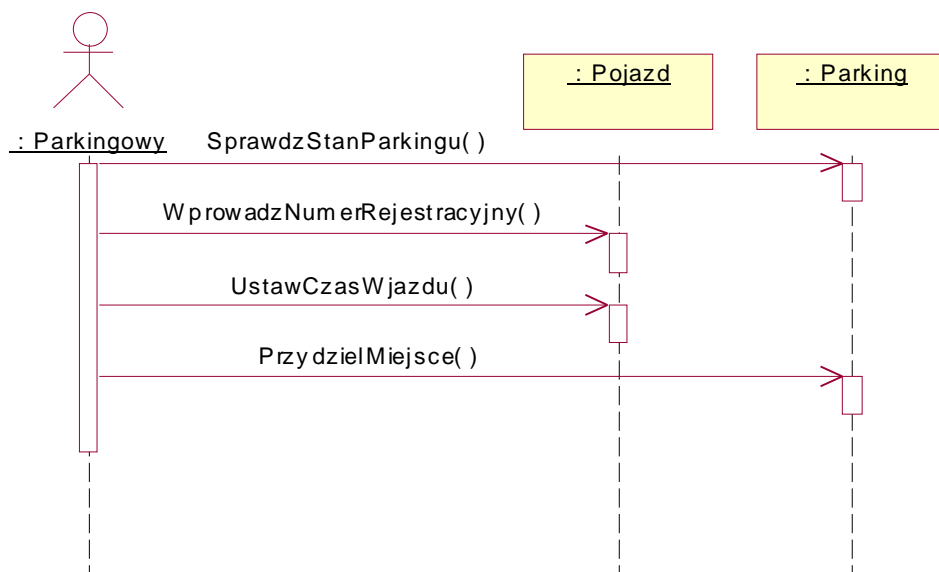 : Pojazd
: Parking
: Parkingowy
SprawdzStanParkingu( )
WprowadzNumerRejestracyjny( )
UstawCzasWjazdu( )
PrzydzielMiejsce( )